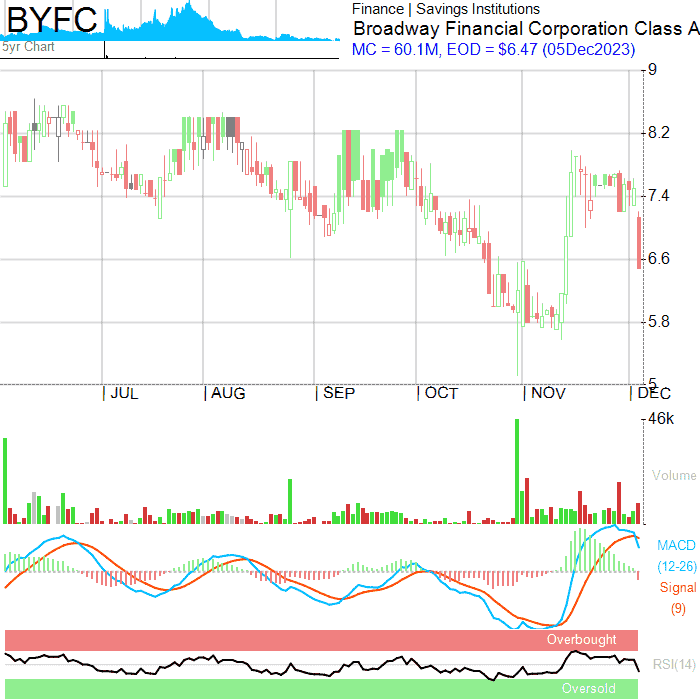 BYFC
5yr Chart
Finance | Savings Institutions
Broadway Financial Corporation Class A
MC = 60.1M, EOD = $6.47 (05Dec2023)
9
8.2
7.4
6.6
5.8
5
JUL
AUG
SEP
OCT
NOV
DEC
46k
Volume
MACD
(12-26)
Signal
(9)
Overbought
RSI(14)
Oversold